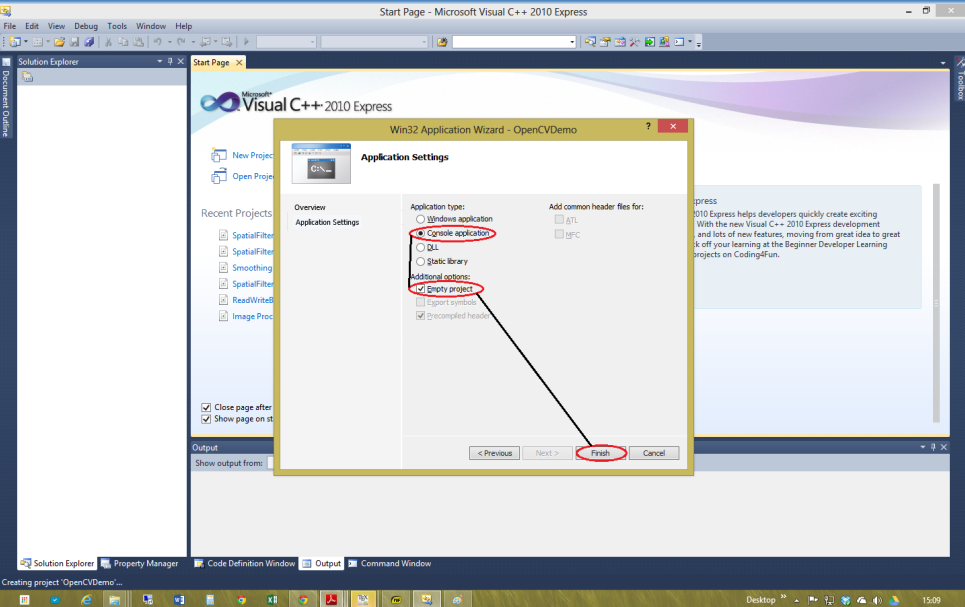 Start Page - Microsoft Visual C++ 2010 Express
File Edit View Debug Tools Window Help
Solution Explorer
Start Page
Document Outline
Toolbox
Microsoft®
Visual C++ 2010 Express
Win32 Application Wizard - OpenCVDemo
?
C:\_
Application Settings
New Projec
Open Proje
Recent Projects
SpatialFilter
SpatialFilter
Smoothing
SpatialFilter
ReadWriteB
Image Proc
Close page after
Show page on st
Overview
Application Settings
Application type:
Windows application
Console application
DLL
Static library
Additional options:
Empty project
Export symbols
Precompiled header
Add common header files for:
ATL
MFC
press
2010 Express helps developers quickly create exciting
With the new Visual C++ 2010 Express development
, and lots of new features, moving from great idea to great
ck off your learning at the Beginner Developer Learning
projects on Coding4Fun.
< Previous
Next >
Finish
Cancel
Output
Show output from:
Solution Explorer
Property Manager
Code Definition Window
Output
Command Window
Creating project 'OpenCVDemo'...
Desktop
15:09